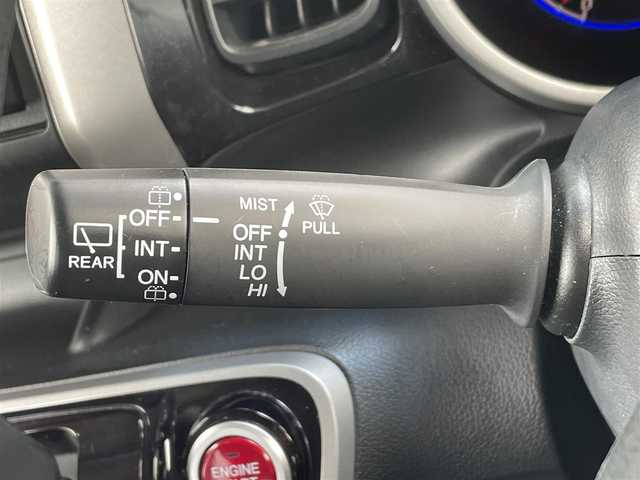 REAR
OFF
INT
ON
MIST
OFF
INT
LO
HI
PULL
ENGINE